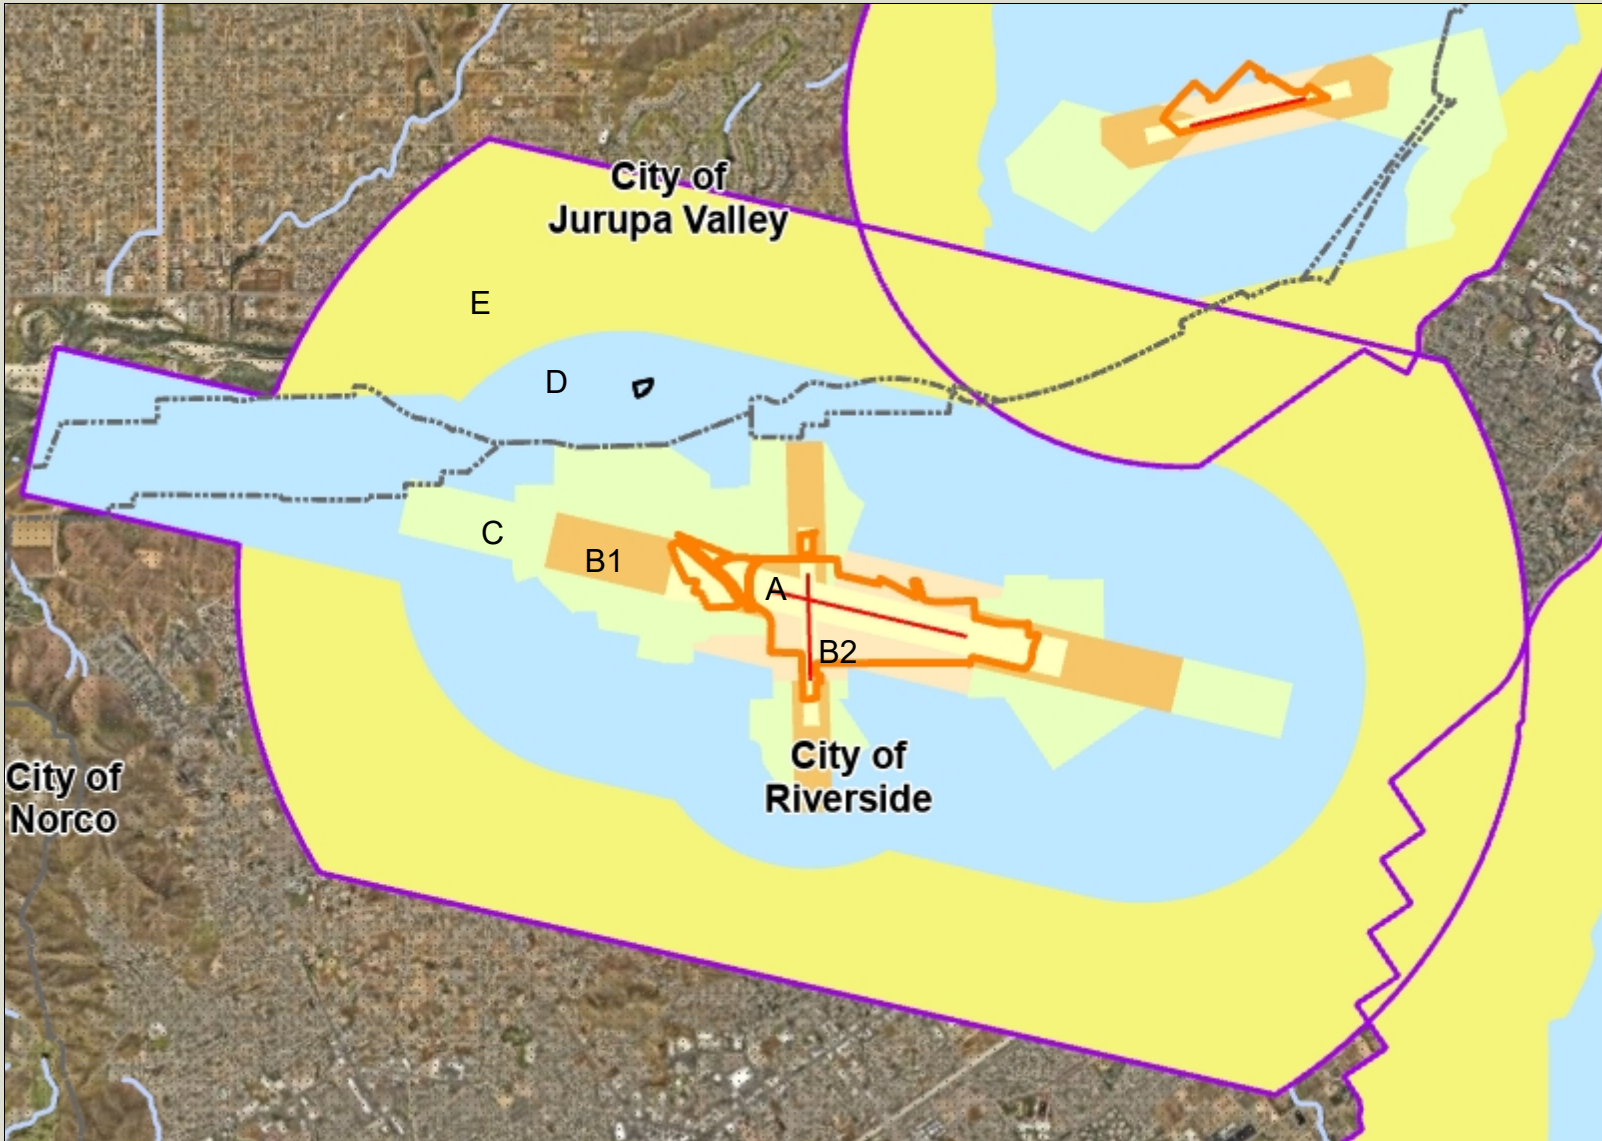 City of
Jurupa Valley
E
D
C
B1
A
B2
City of
Riverside
City of
Norco